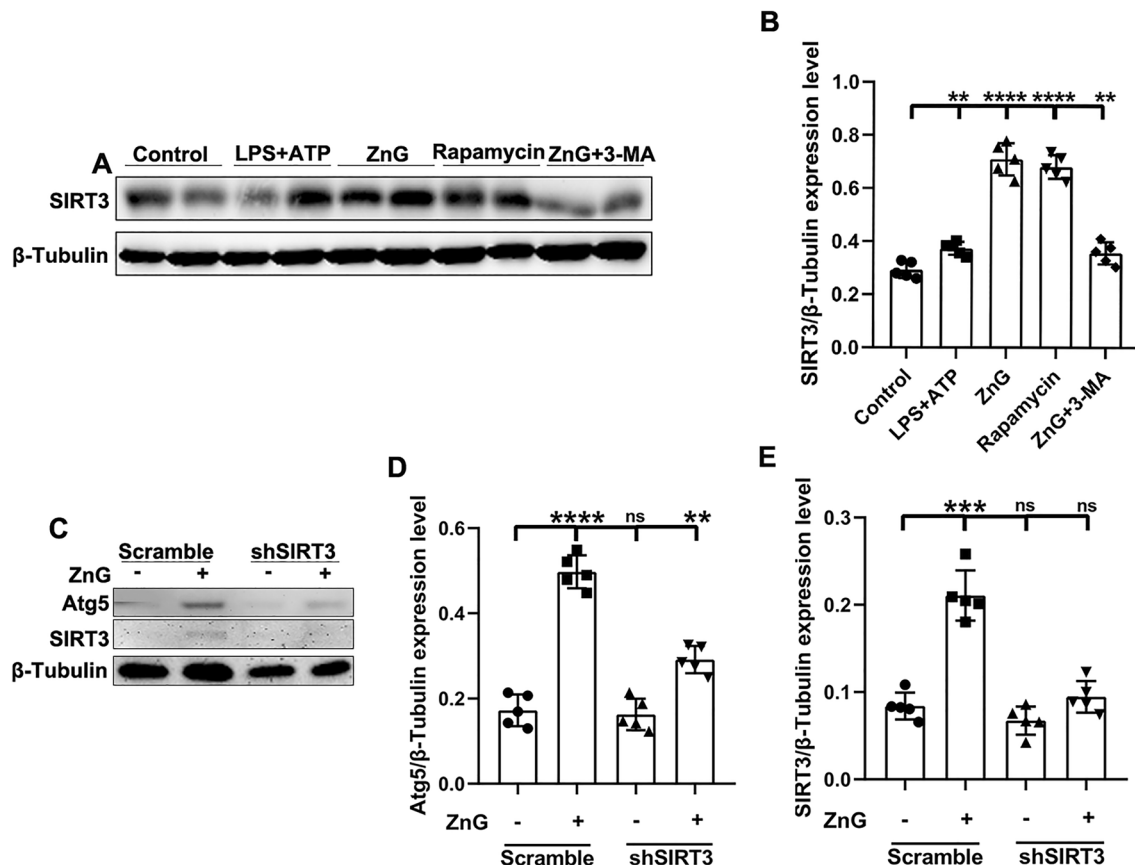 A
Control LPS+ATP ZnG Rapamycin ZnG+3-MA
SIRT3
β-Tubulin
B
SIRT3/β-Tubulin expression level
1.0
0.8
0.6
0.4
0.2
0.0
** **** **** **
Control
LPS+ATP
ZnG
Rapamycin
ZnG+3-MA
C
Scramble shSIRT3
ZnG - + - +
Atg5
SIRT3
β-Tubulin
D
Atg5/β-Tubulin expression level
0.6
0.4
0.2
0.0
**** ns **
ZnG - + - +
Scramble shSIRT3
E
SIRT3/β-Tubulin expression level
0.3
0.2
0.1
0.0
*** ns ns
ZnG - + - +
Scramble shSIRT3